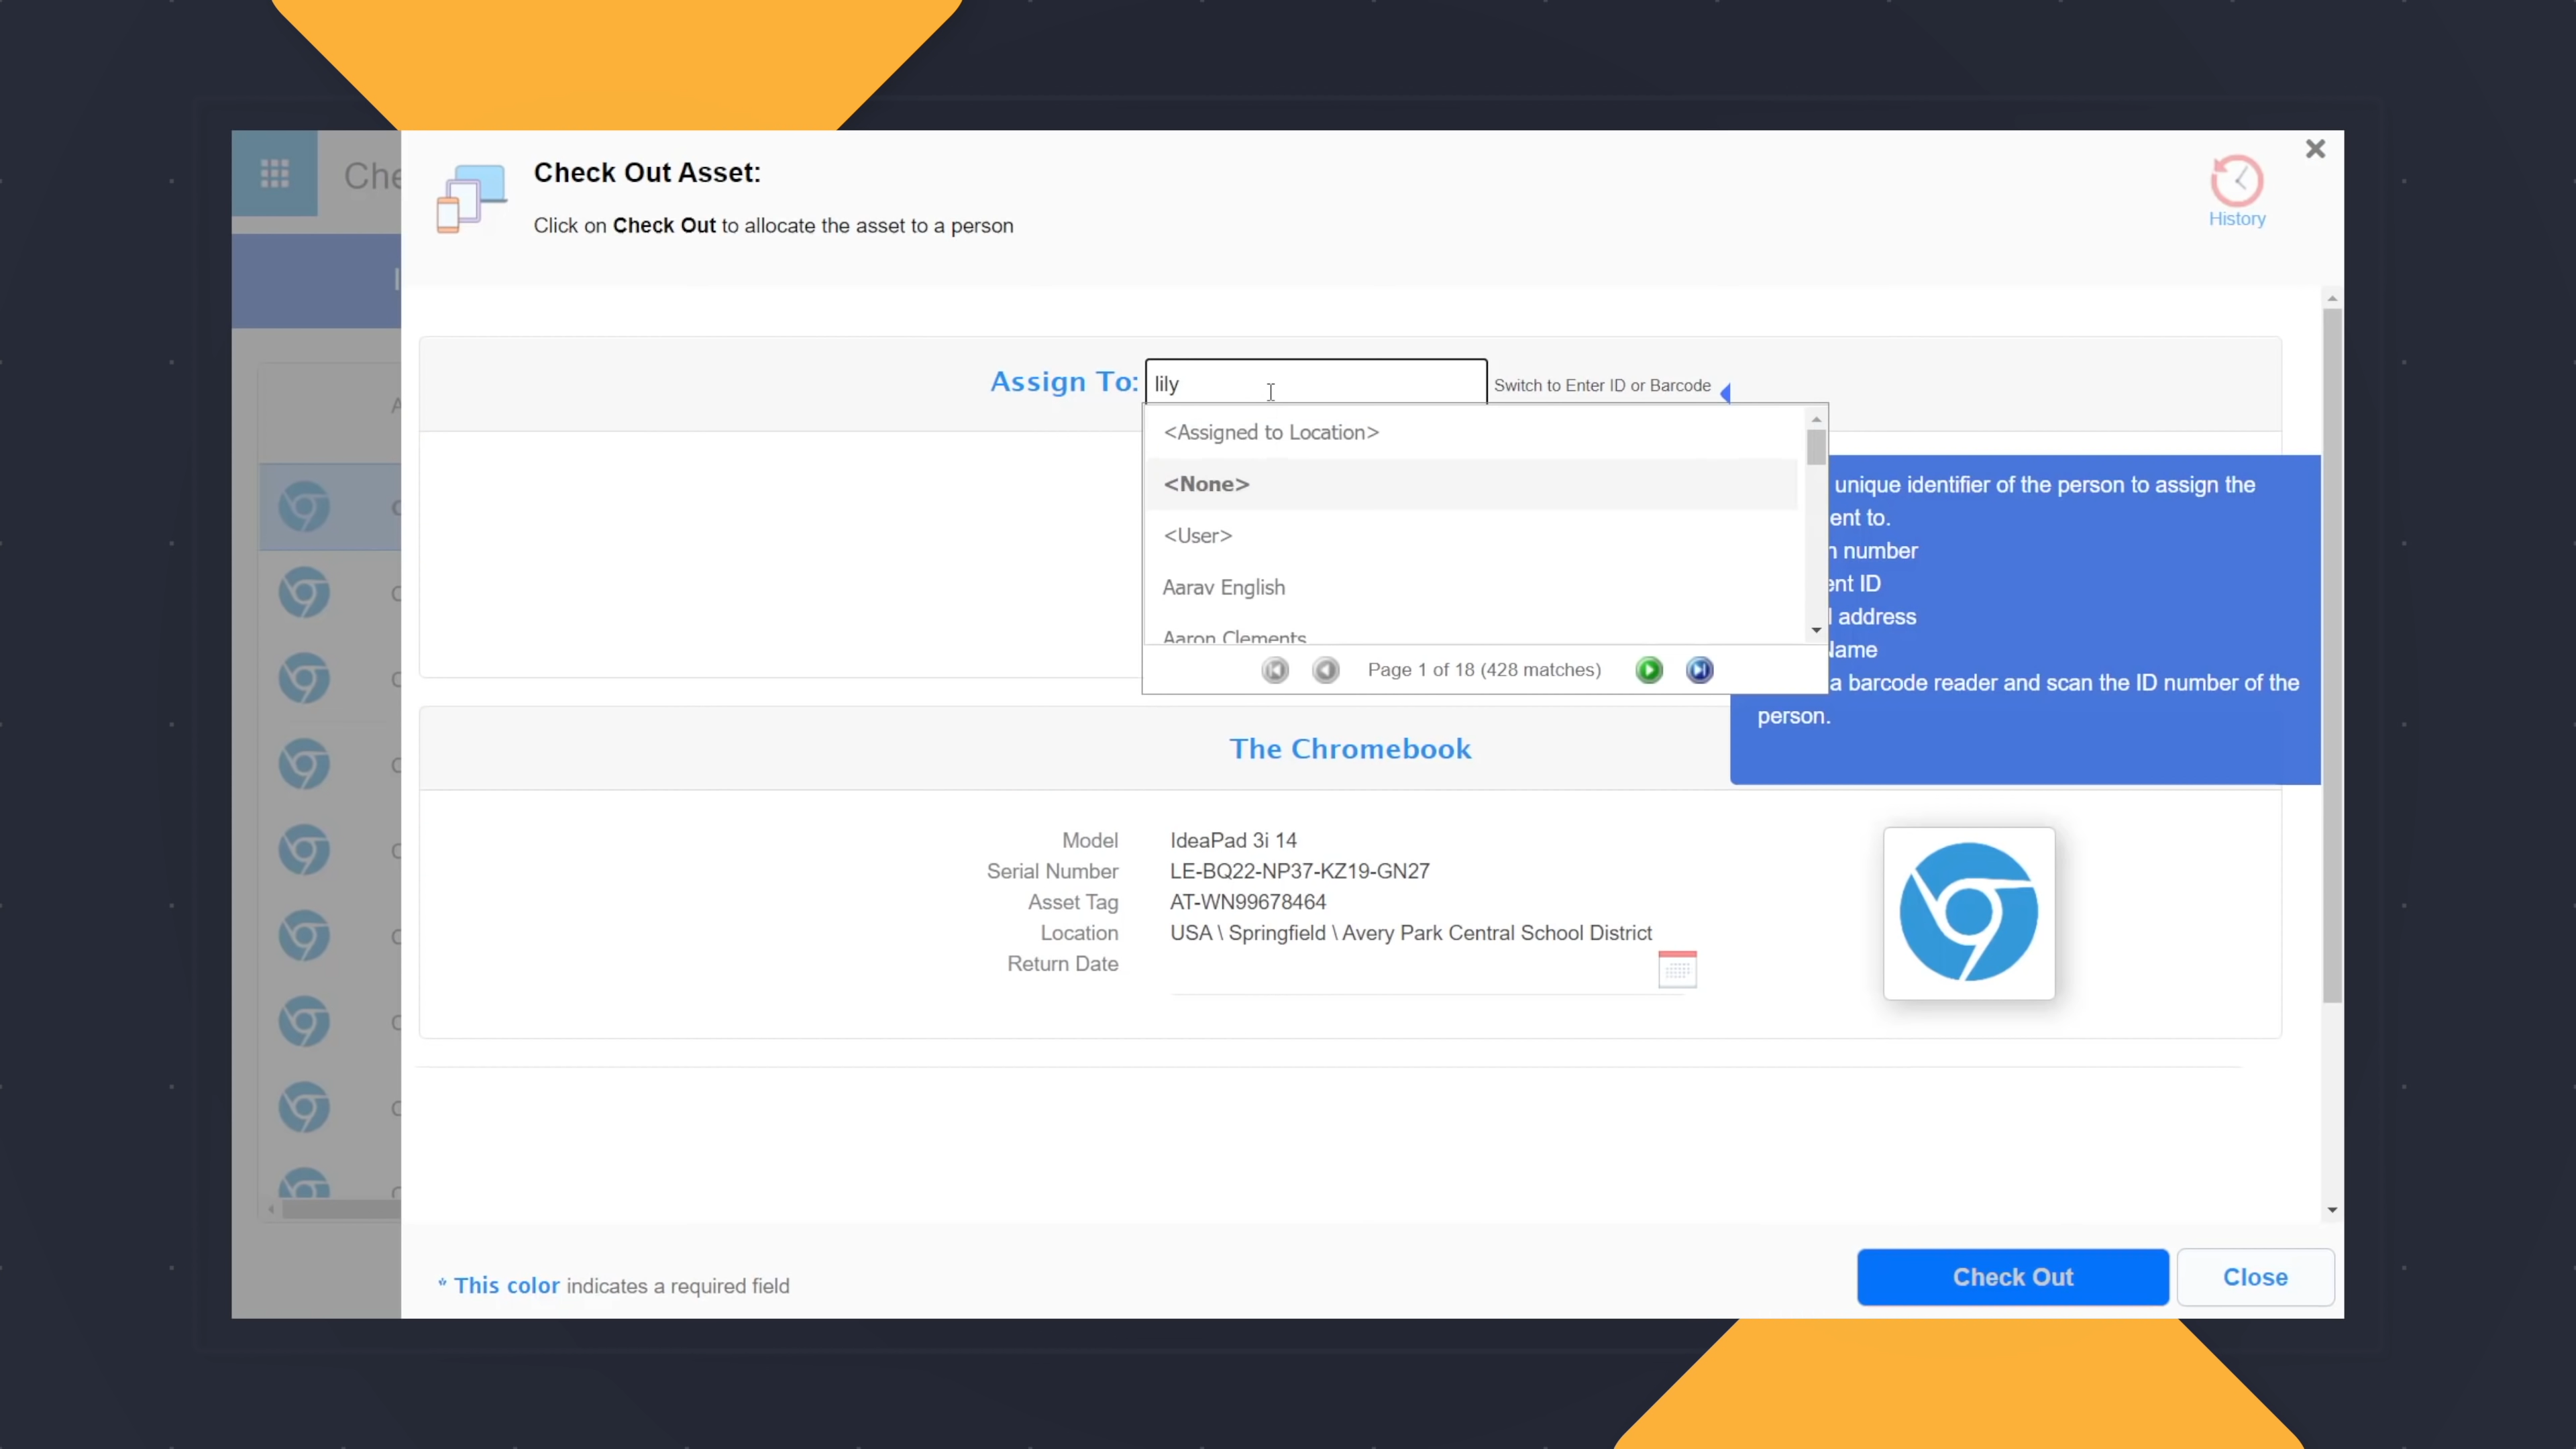 Check Out Asset:
Click on Check Out to allocate the asset to a person
History
Assign To: lily Switch to Enter ID or Barcode
<Assigned to Location>
<None>
<User>
Aarav English
Aaron Clements
Page 1 of 18 (428 matches)
unique identifier of the person to assign the
ent to.
number
ent ID
address
Name
a barcode reader and scan the ID number of the
person.
The Chromebook
Model IdeaPad 3i 14
Serial Number LE-BQ22-NP37-KZ19-GN27
Asset Tag AT-WN99678464
Location USA \ Springfield \ Avery Park Central School District
Return Date
* This color indicates a required field
Check Out
Close